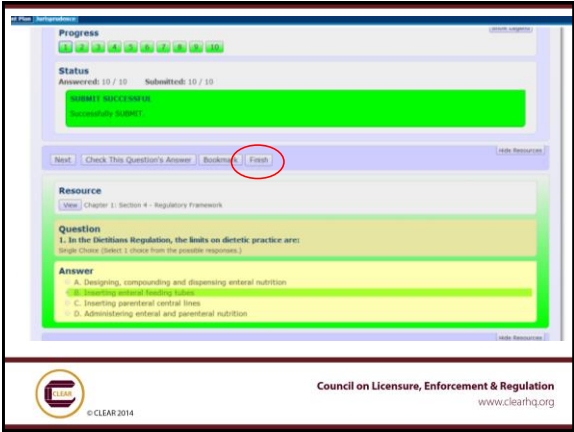 Plan Jurisprudence
Progress
Show Legend
1 2 3 4 5 6 7 8 9 10
Status
Answered: 10 / 10 Submitted: 10 / 10
SUBMIT SUCCESSFUL
Successfully SUBMIT.
Hide Resources
Next Check This Question's Answer Bookmark Finish
Resource
View Chapter 1: Section 4 - Regulatory Framework
Question
1. In the Dietitians Regulation, the limits on dietetic practice are:
Single Choice (Select 1 choice from the possible responses.)
Answer
A. Designing, compounding and dispensing enteral nutrition
B. Inserting enteral feeding tubes
C. Inserting parenteral central lines
D. Administering enteral and parenteral nutrition
Hide Resources
CLEAR
© CLEAR 2014
Council on Licensure, Enforcement & Regulation
www.clearhq.org